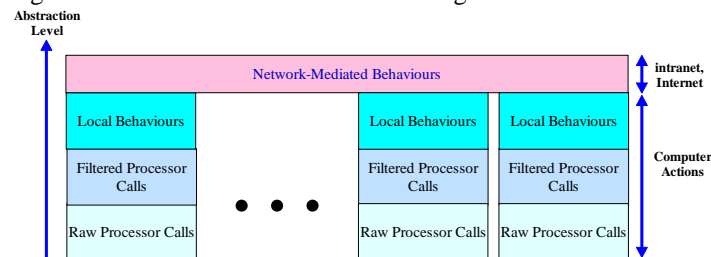 Abstraction
Level
Network-Mediated Behaviours
intranet,
Internet
Local Behaviours
Local Behaviours
Local Behaviours
Filtered Processor
Calls
Filtered Processor
Calls
Filtered Processor
Calls
Computer
Actions
Raw Processor Calls
Raw Processor Calls
Raw Processor Calls